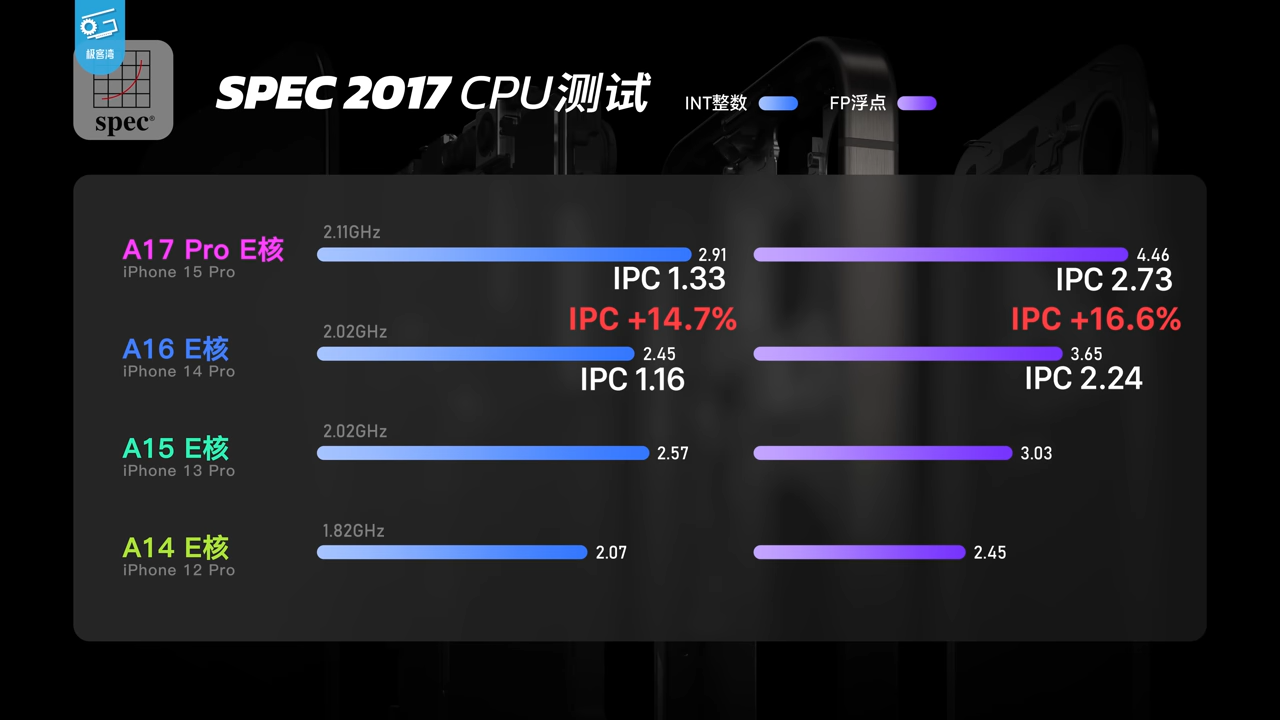 极客湾
spec®
SPEC 2017 CPU测试
INT整数
FP浮点
A17 Pro E核
iPhone 15 Pro
2.11GHz
2.91
4.46
IPC 1.33
IPC 2.73
IPC +14.7%
IPC +16.6%
A16 E核
iPhone 14 Pro
2.02GHz
2.45
3.65
IPC 1.16
IPC 2.24
A15 E核
iPhone 13 Pro
2.02GHz
2.57
3.03
A14 E核
iPhone 12 Pro
1.82GHz
2.07
2.45